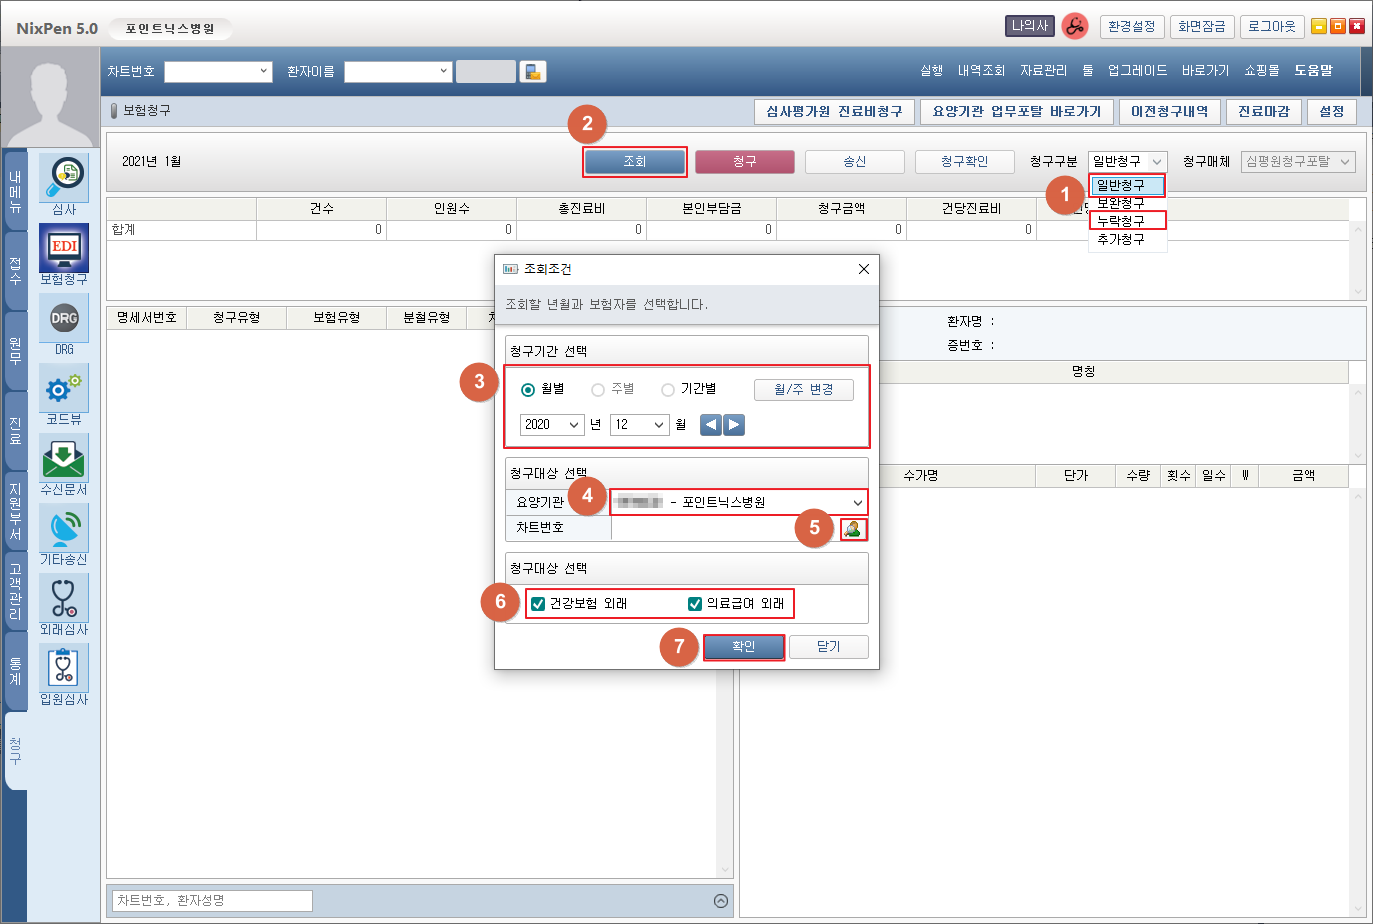 NixPen 5.0 포인트닉스병원 나의사 환경설정 화면잠금 로그아웃
차트번호 환자이름 실행 내역조회 자료관리 툴 업그레이드 바로가기 쇼핑몰 도움말
보험청구 심사평가원 진료비청구 요양기관 업무포탈 바로가기 이전청구내역 진료마감 설정
2
2021년 1월 조회 청구 송신 청구확인 청구구분 일반청구 청구매체 심평원청구포탈
1
일반청구
보완청구
누락청구
추가청구
내메뉴
접수
원무
진료
지원부서
고객관리
통계
청구
심사
EDI
보험청구
DRG
DRG
코드뷰
수신문서
기타송신
외래심사
입원심사
건수 인원수 총진료비 본인부담금 청구금액 건당진료비
합계 0 0 0 0 0 0
명세서번호 청구유형 보험유형 분철유형
환자명 :
증번호 :
명칭
수가명 단가 수량 횟수 일수 금액
조회조건
조회할 년월과 보험자를 선택합니다.
청구기간 선택
3
월별 주별 기간별 월/주 변경
2020 년 12 월
청구대상 선택
4
요양기관 - 포인트닉스병원
차트번호 5
청구대상 선택
6 건강보험 외래 의료급여 외래
7 확인 닫기
차트번호, 환자성명